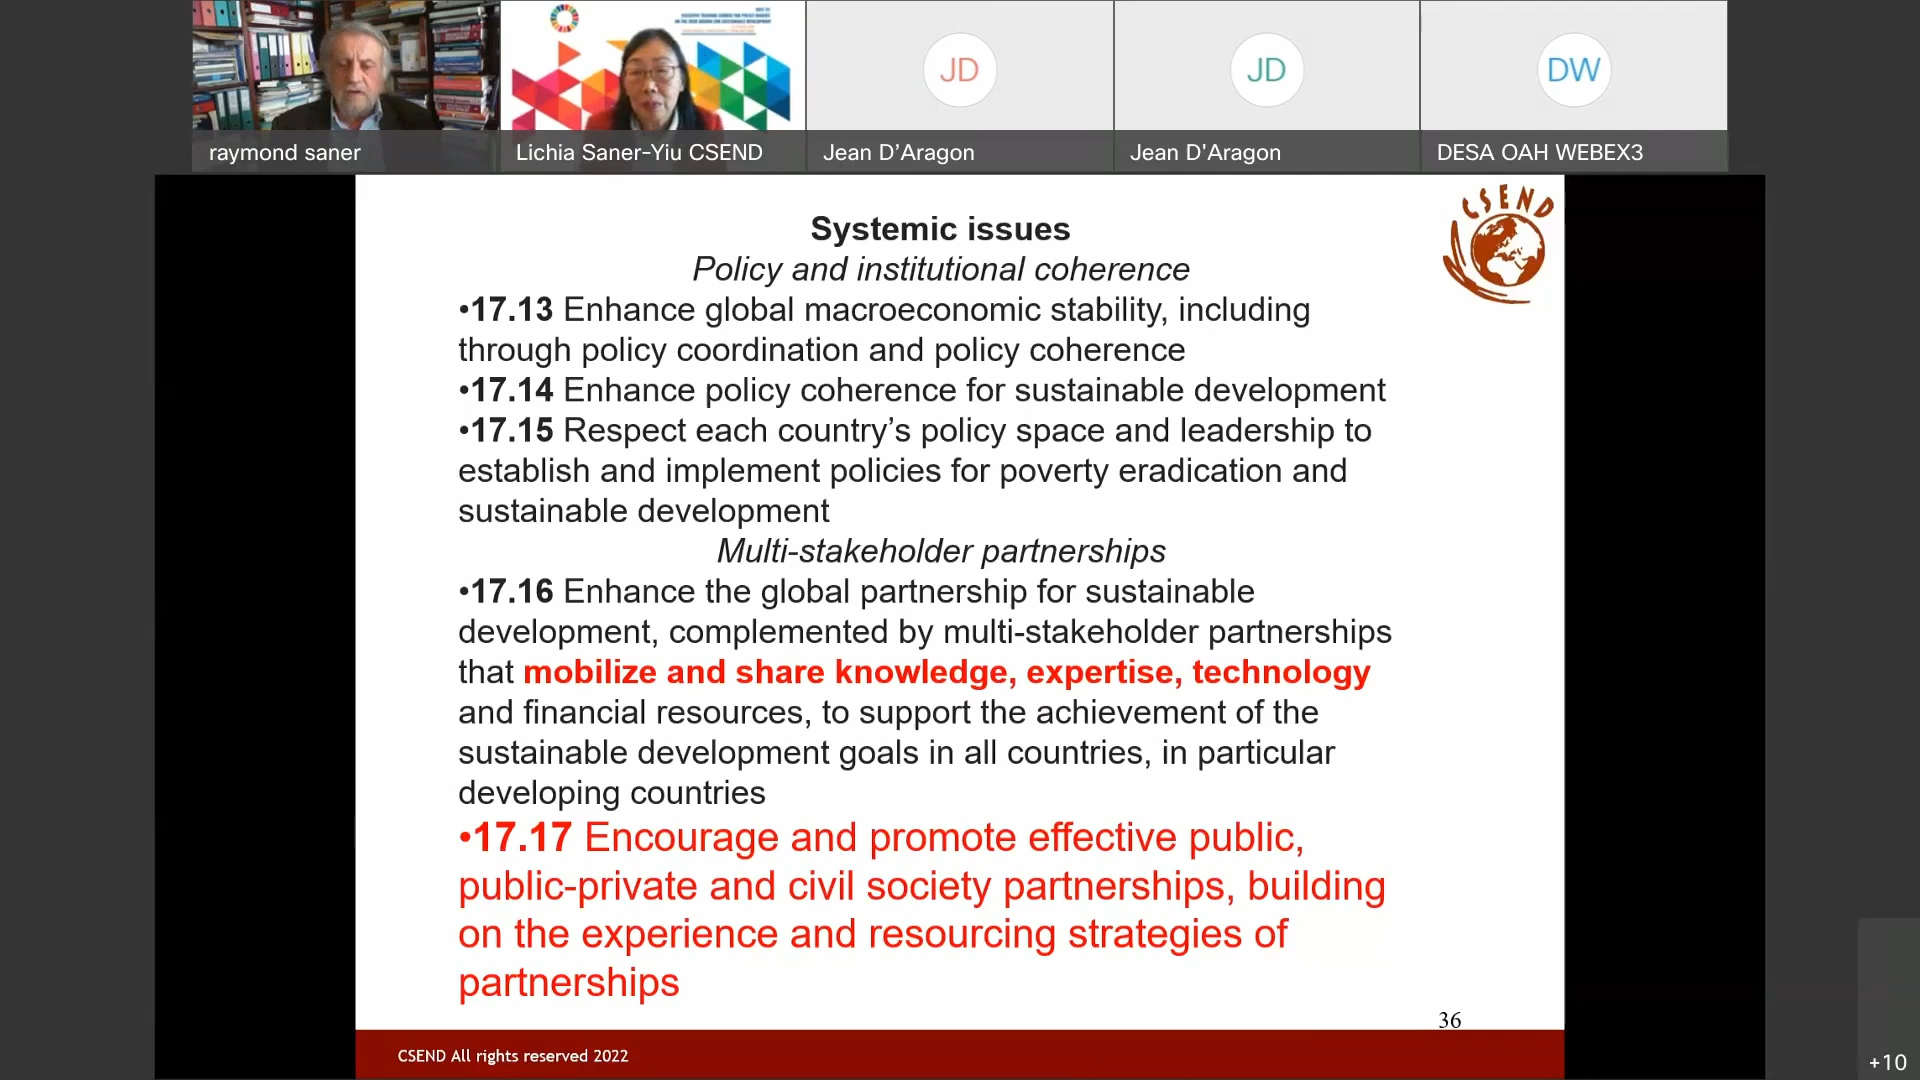 JD
JD
DW
raymond saner
Lichia Saner-Yiu CSEND
Jean D’Aragon
Jean D'Aragon
DESA OAH WEBEX3
CSEND
Systemic issues
Policy and institutional coherence
•17.13 Enhance global macroeconomic stability, including
through policy coordination and policy coherence
•17.14 Enhance policy coherence for sustainable development
•17.15 Respect each country’s policy space and leadership to
establish and implement policies for poverty eradication and
sustainable development
Multi-stakeholder partnerships
•17.16 Enhance the global partnership for sustainable
development, complemented by multi-stakeholder partnerships
that mobilize and share knowledge, expertise, technology
and financial resources, to support the achievement of the
sustainable development goals in all countries, in particular
developing countries
•17.17 Encourage and promote effective public,
public-private and civil society partnerships, building
on the experience and resourcing strategies of
partnerships
36
CSEND All rights reserved 2022
+10